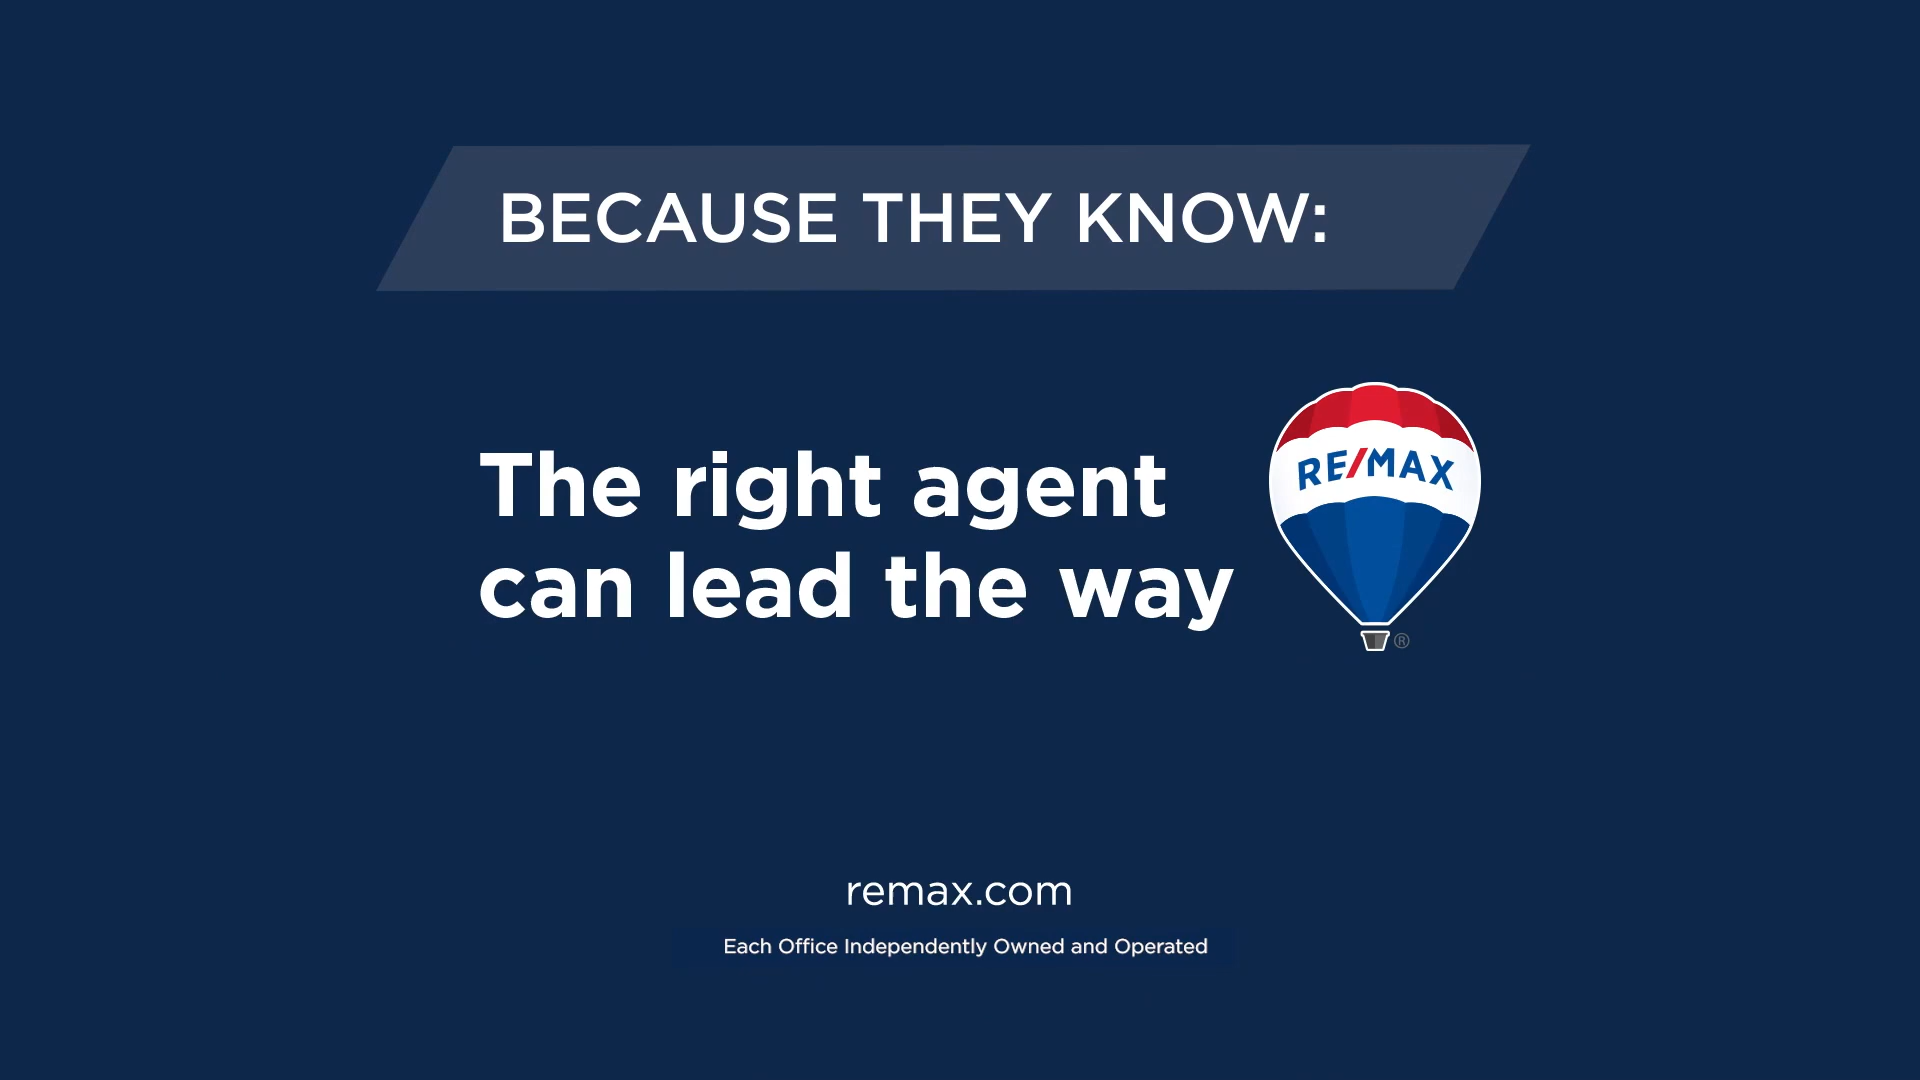 BECAUSE THEY KNOW:
The right agent
can lead the way
RE/MAX
®
remax.com
Each Office Independently Owned and Operated